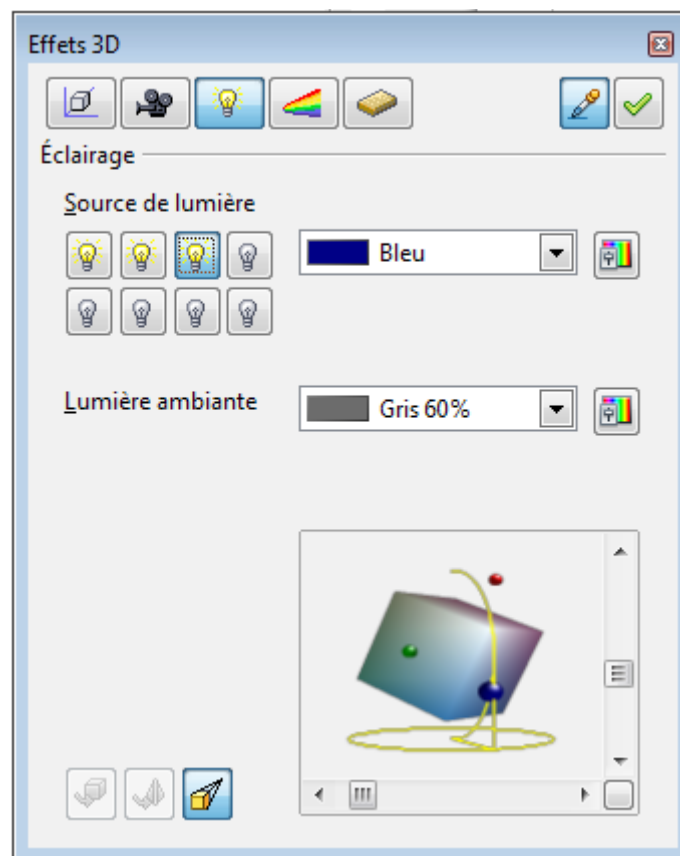 Effets 3D
Éclairage
Source de lumière
Bleu
Lumière ambiante
Gris 60%